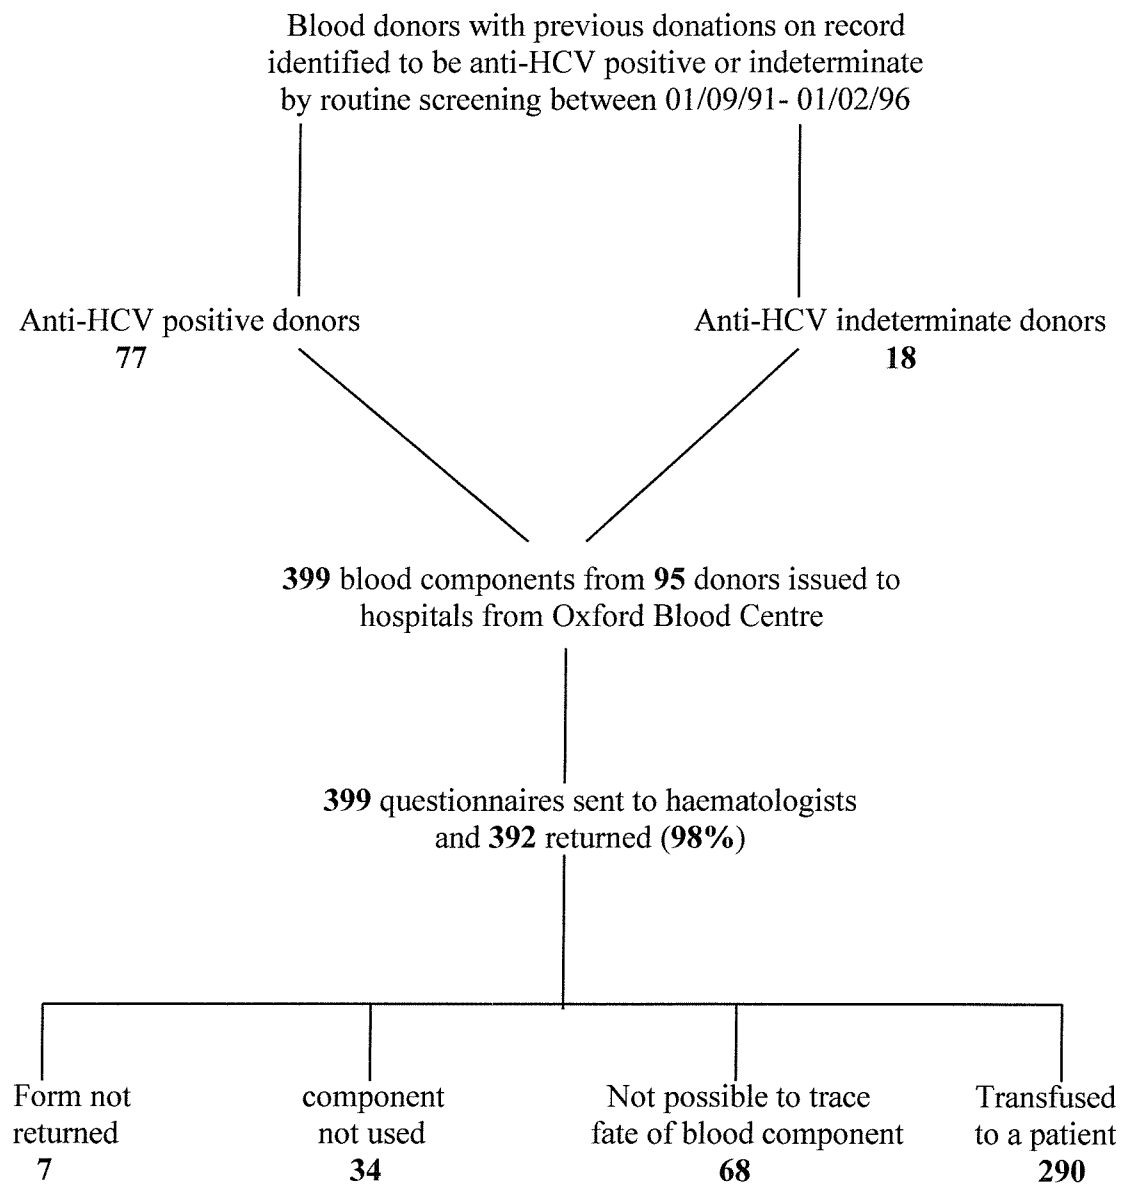 Blood donors with previous donations on record
identified to be anti-HCV positive or indeterminate
by routine screening between 01/09/91- 01/02/96
Anti-HCV positive donors
77
Anti-HCV indeterminate donors
18
399 blood components from 95 donors issued to
hospitals from Oxford Blood Centre
399 questionnaires sent to haematologists
and 392 returned (98%)
Form not
returned
7
component
not used
34
Not possible to trace
fate of blood component
68
Transfused
to a patient
290